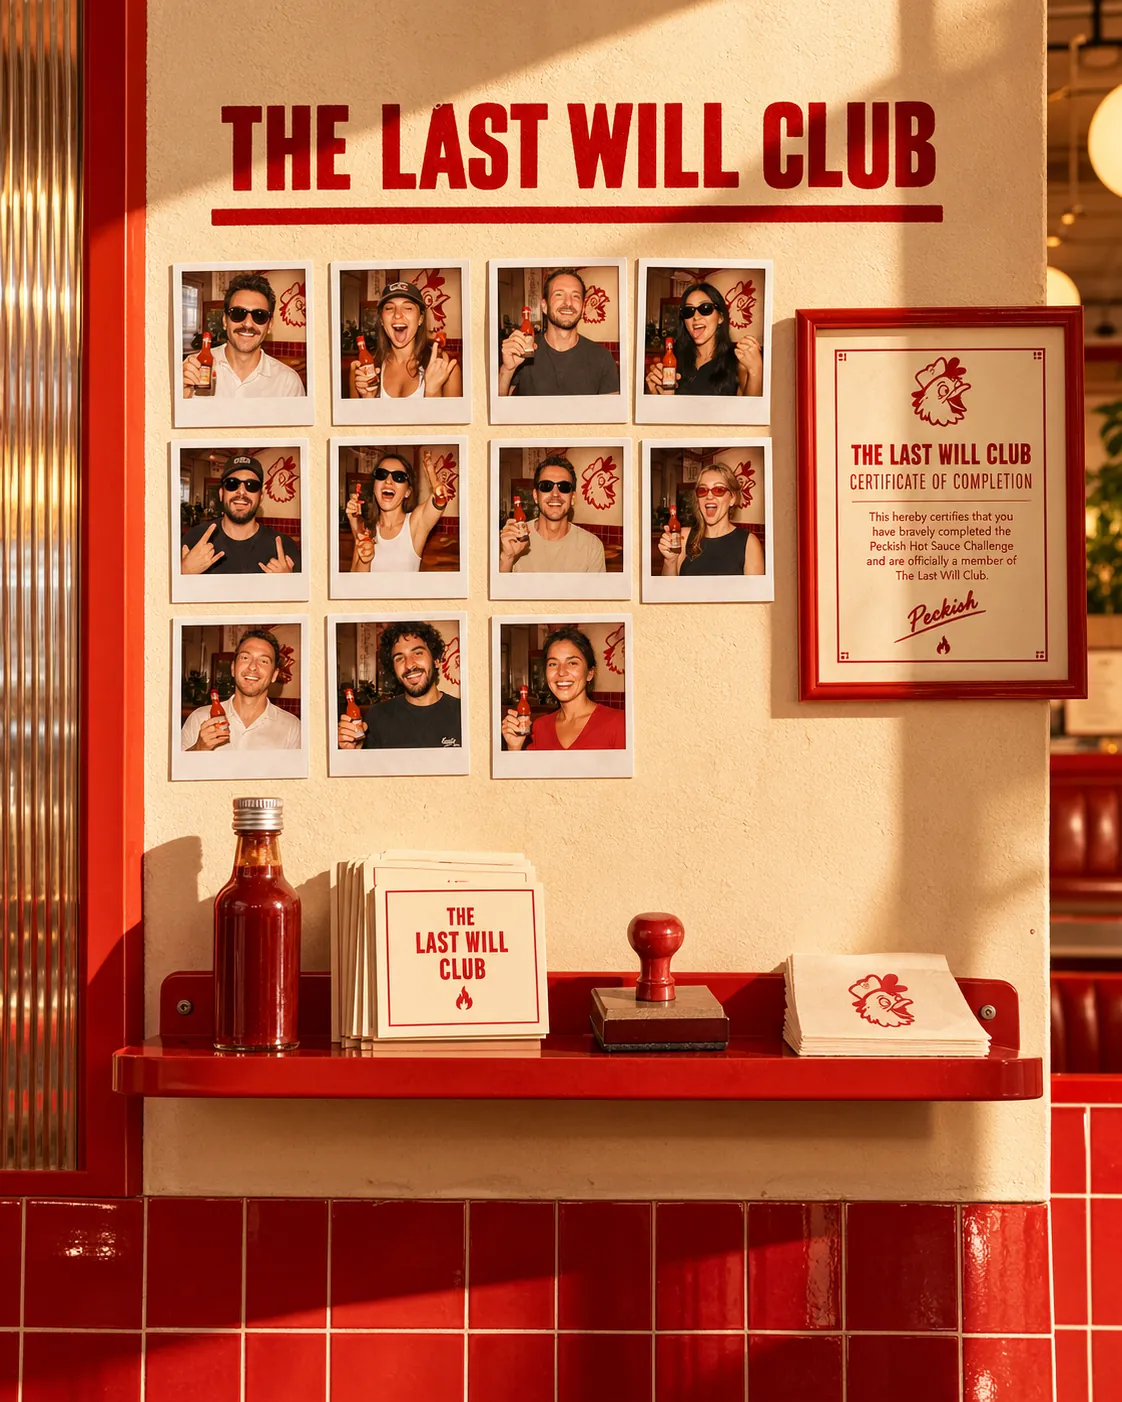 THE LAST WILL CLUB
THE LAST WILL CLUB
CERTIFICATE OF COMPLETION
This hereby certifies that you
have bravely completed the
Peckish Hot Sauce Challenge
and are officially a member of
The Last Will Club.
Peckish
THE
LAST WILL
CLUB